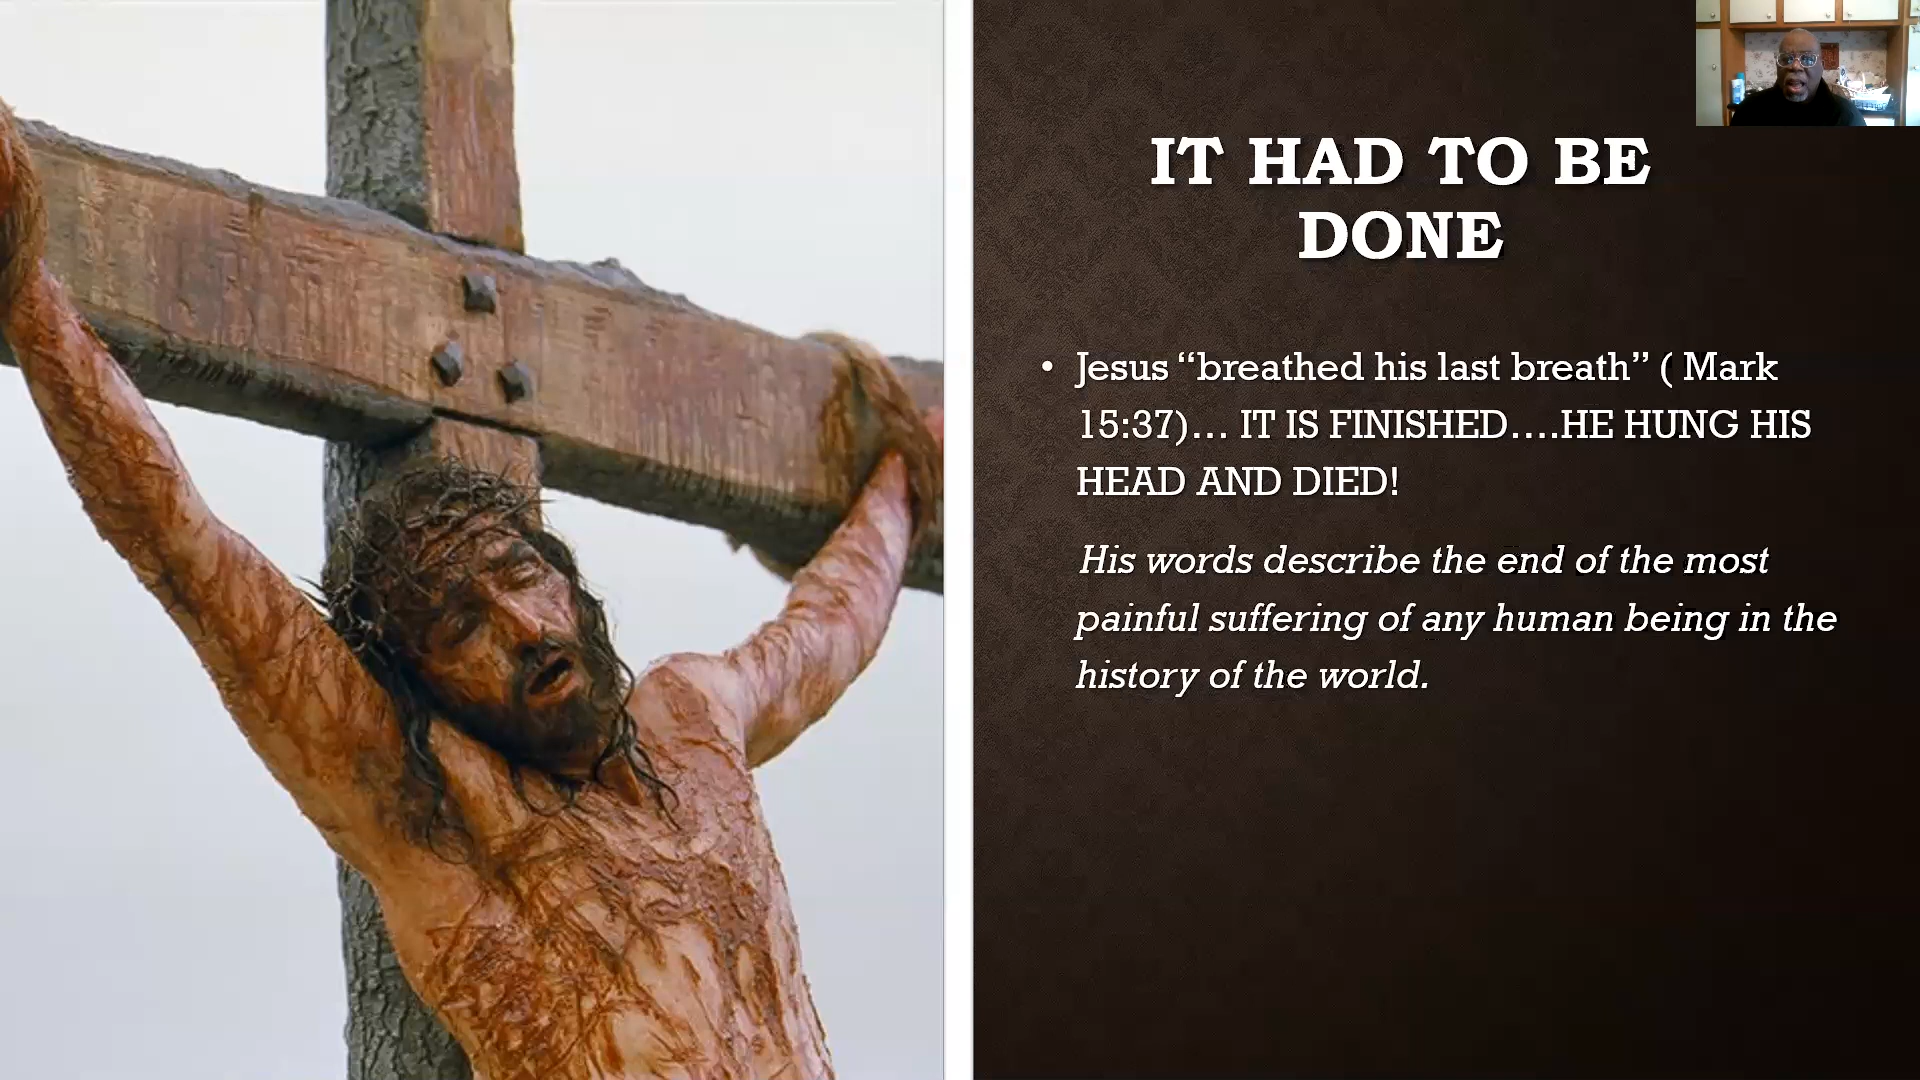 IT HAD TO BE
DONE
• Jesus “breathed his last breath” ( Mark
15:37)… IT IS FINISHED….HE HUNG HIS
HEAD AND DIED!
His words describe the end of the most
painful suffering of any human being in the
history of the world.